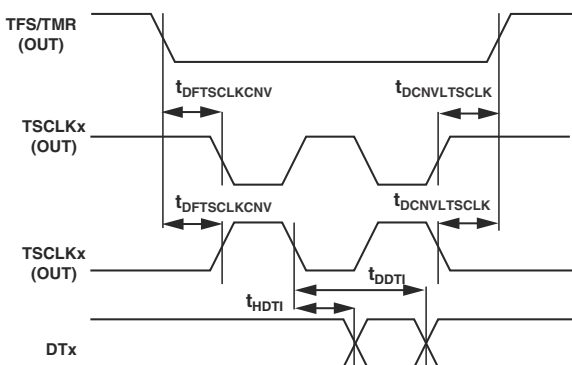 TFS/TMR
(OUT)
tDFTSCLKCNV
tDCNVLTSCLK
TSCLKx
(OUT)
tDFTSCLKCNV
tDCNVLTSCLK
TSCLKx
(OUT)
tDDTI
tHDTI
DTx